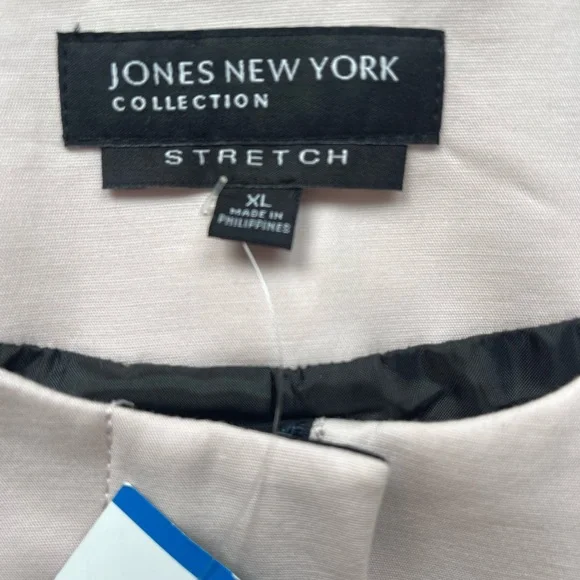 JONES NEW YORK
COLLECTION
STRETCH
XL
MADE IN
PHILIPPINES